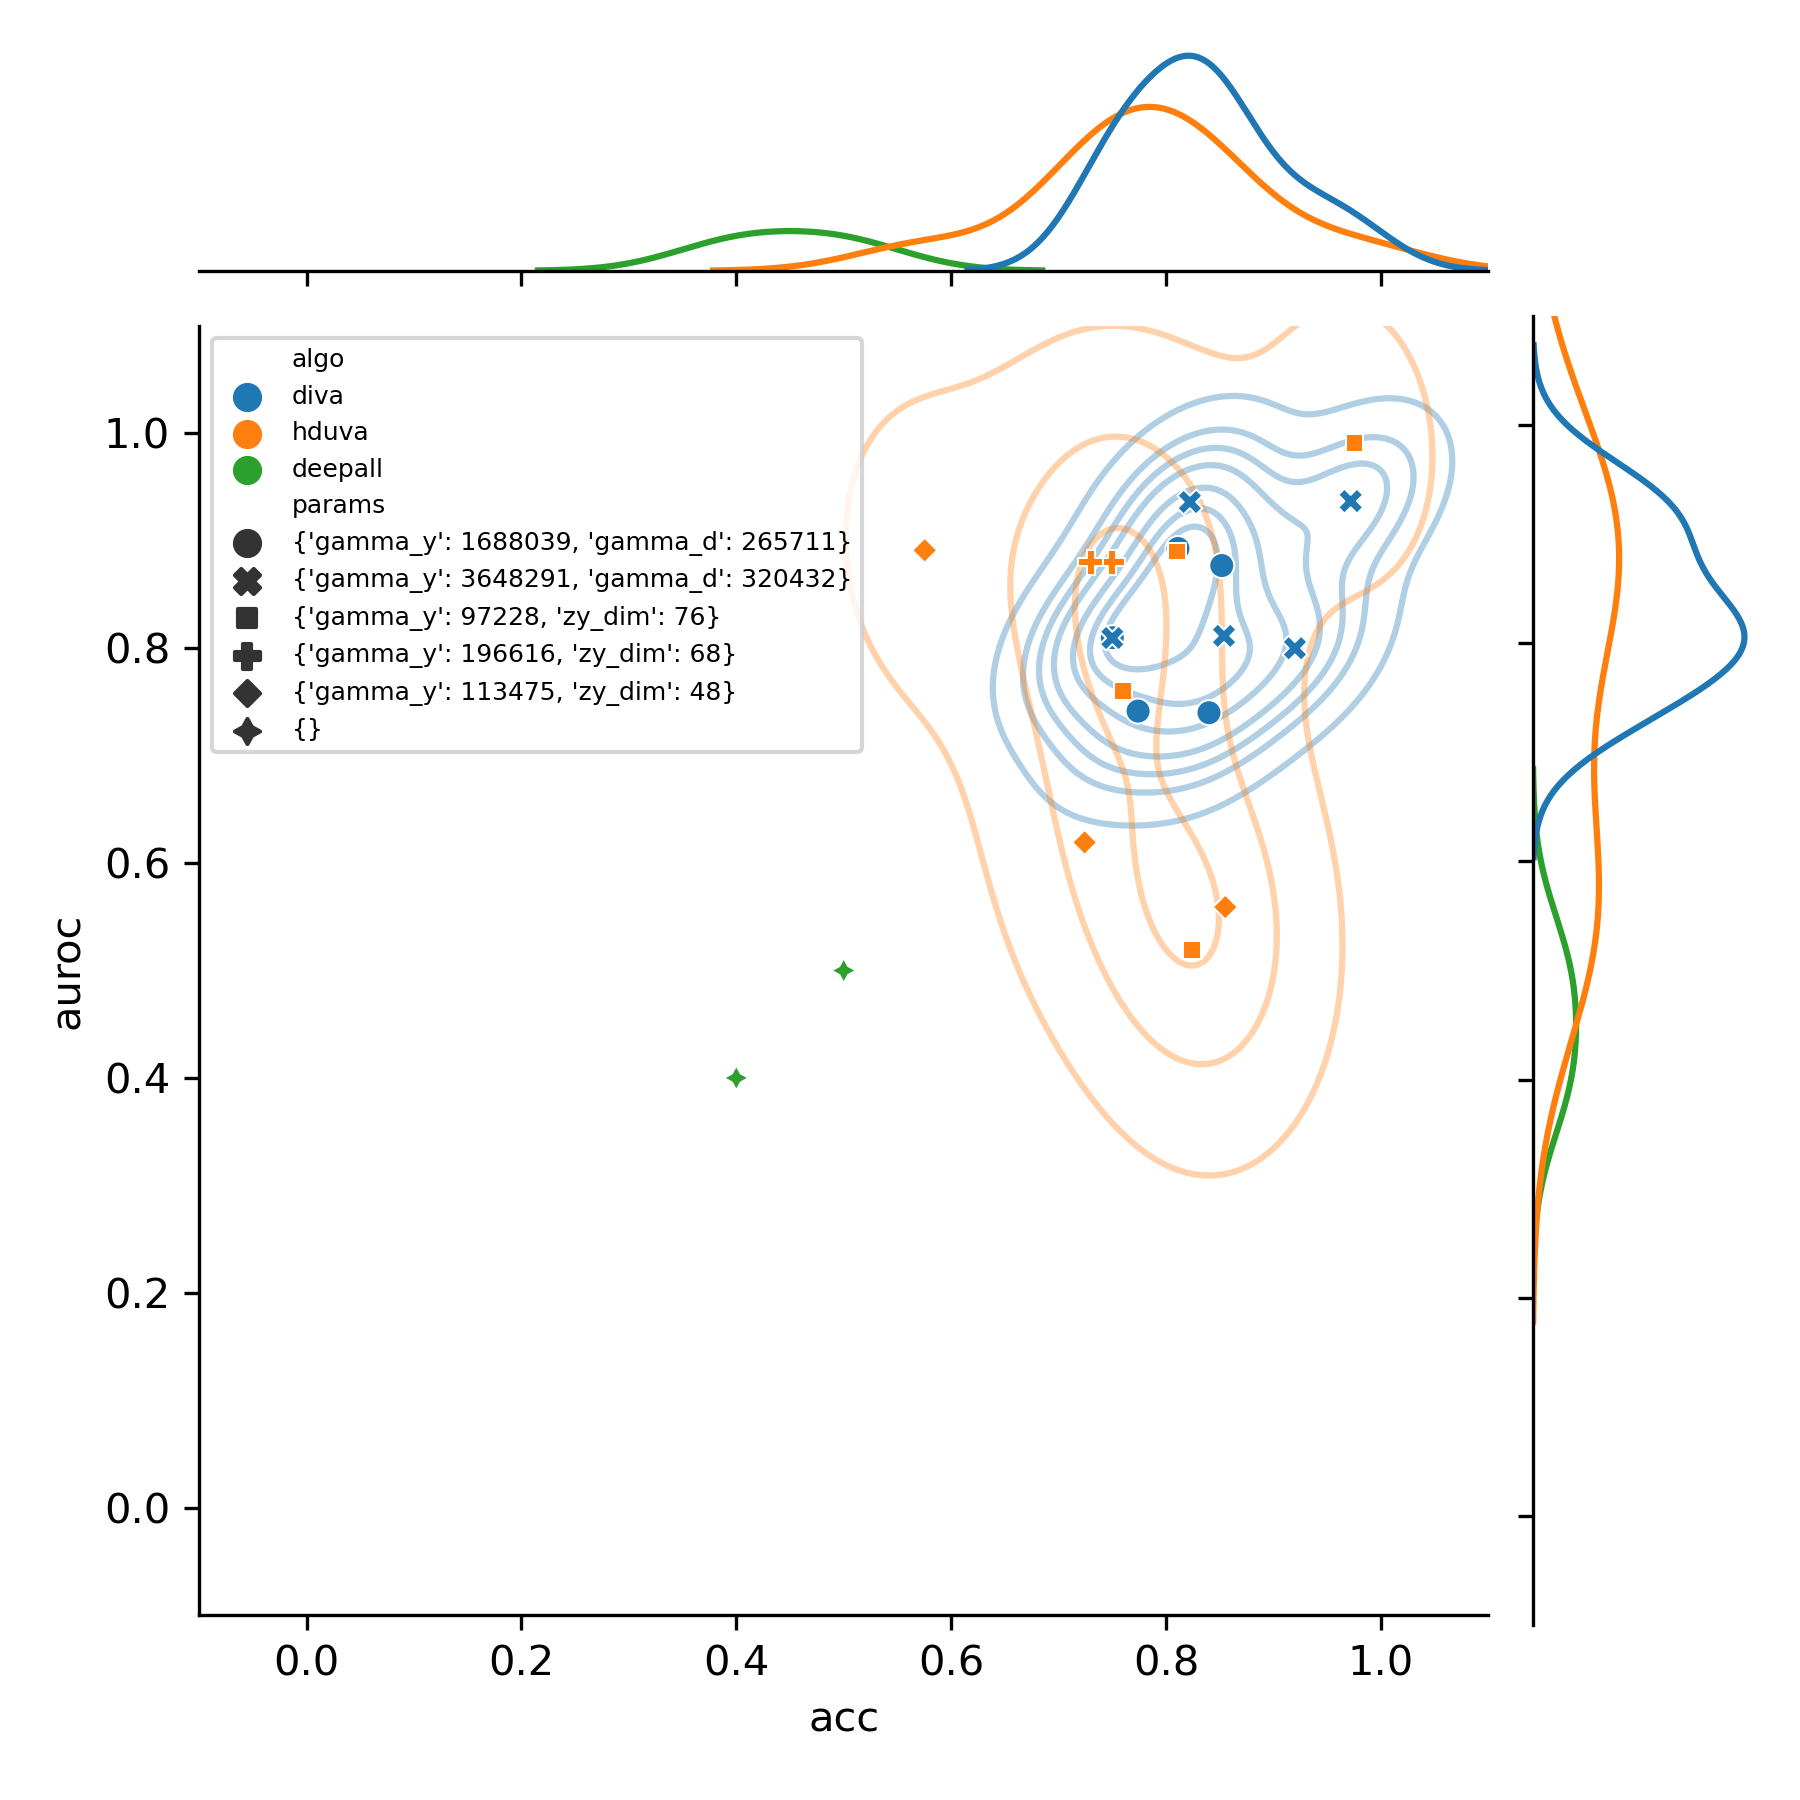 algo
diva
hduva
deepall
params
{'gamma_y': 1688039, 'gamma_d': 265711}
{'gamma_y': 3648291, 'gamma_d': 320432}
{'gamma_y': 97228, 'zy_dim': 76}
{'gamma_y': 196616, 'zy_dim': 68}
{'gamma_y': 113475, 'zy_dim': 48}
{}
1.0
0.8
0.6
0.4
0.2
0.0
auroc
0.0 0.2 0.4 0.6 0.8 1.0
acc